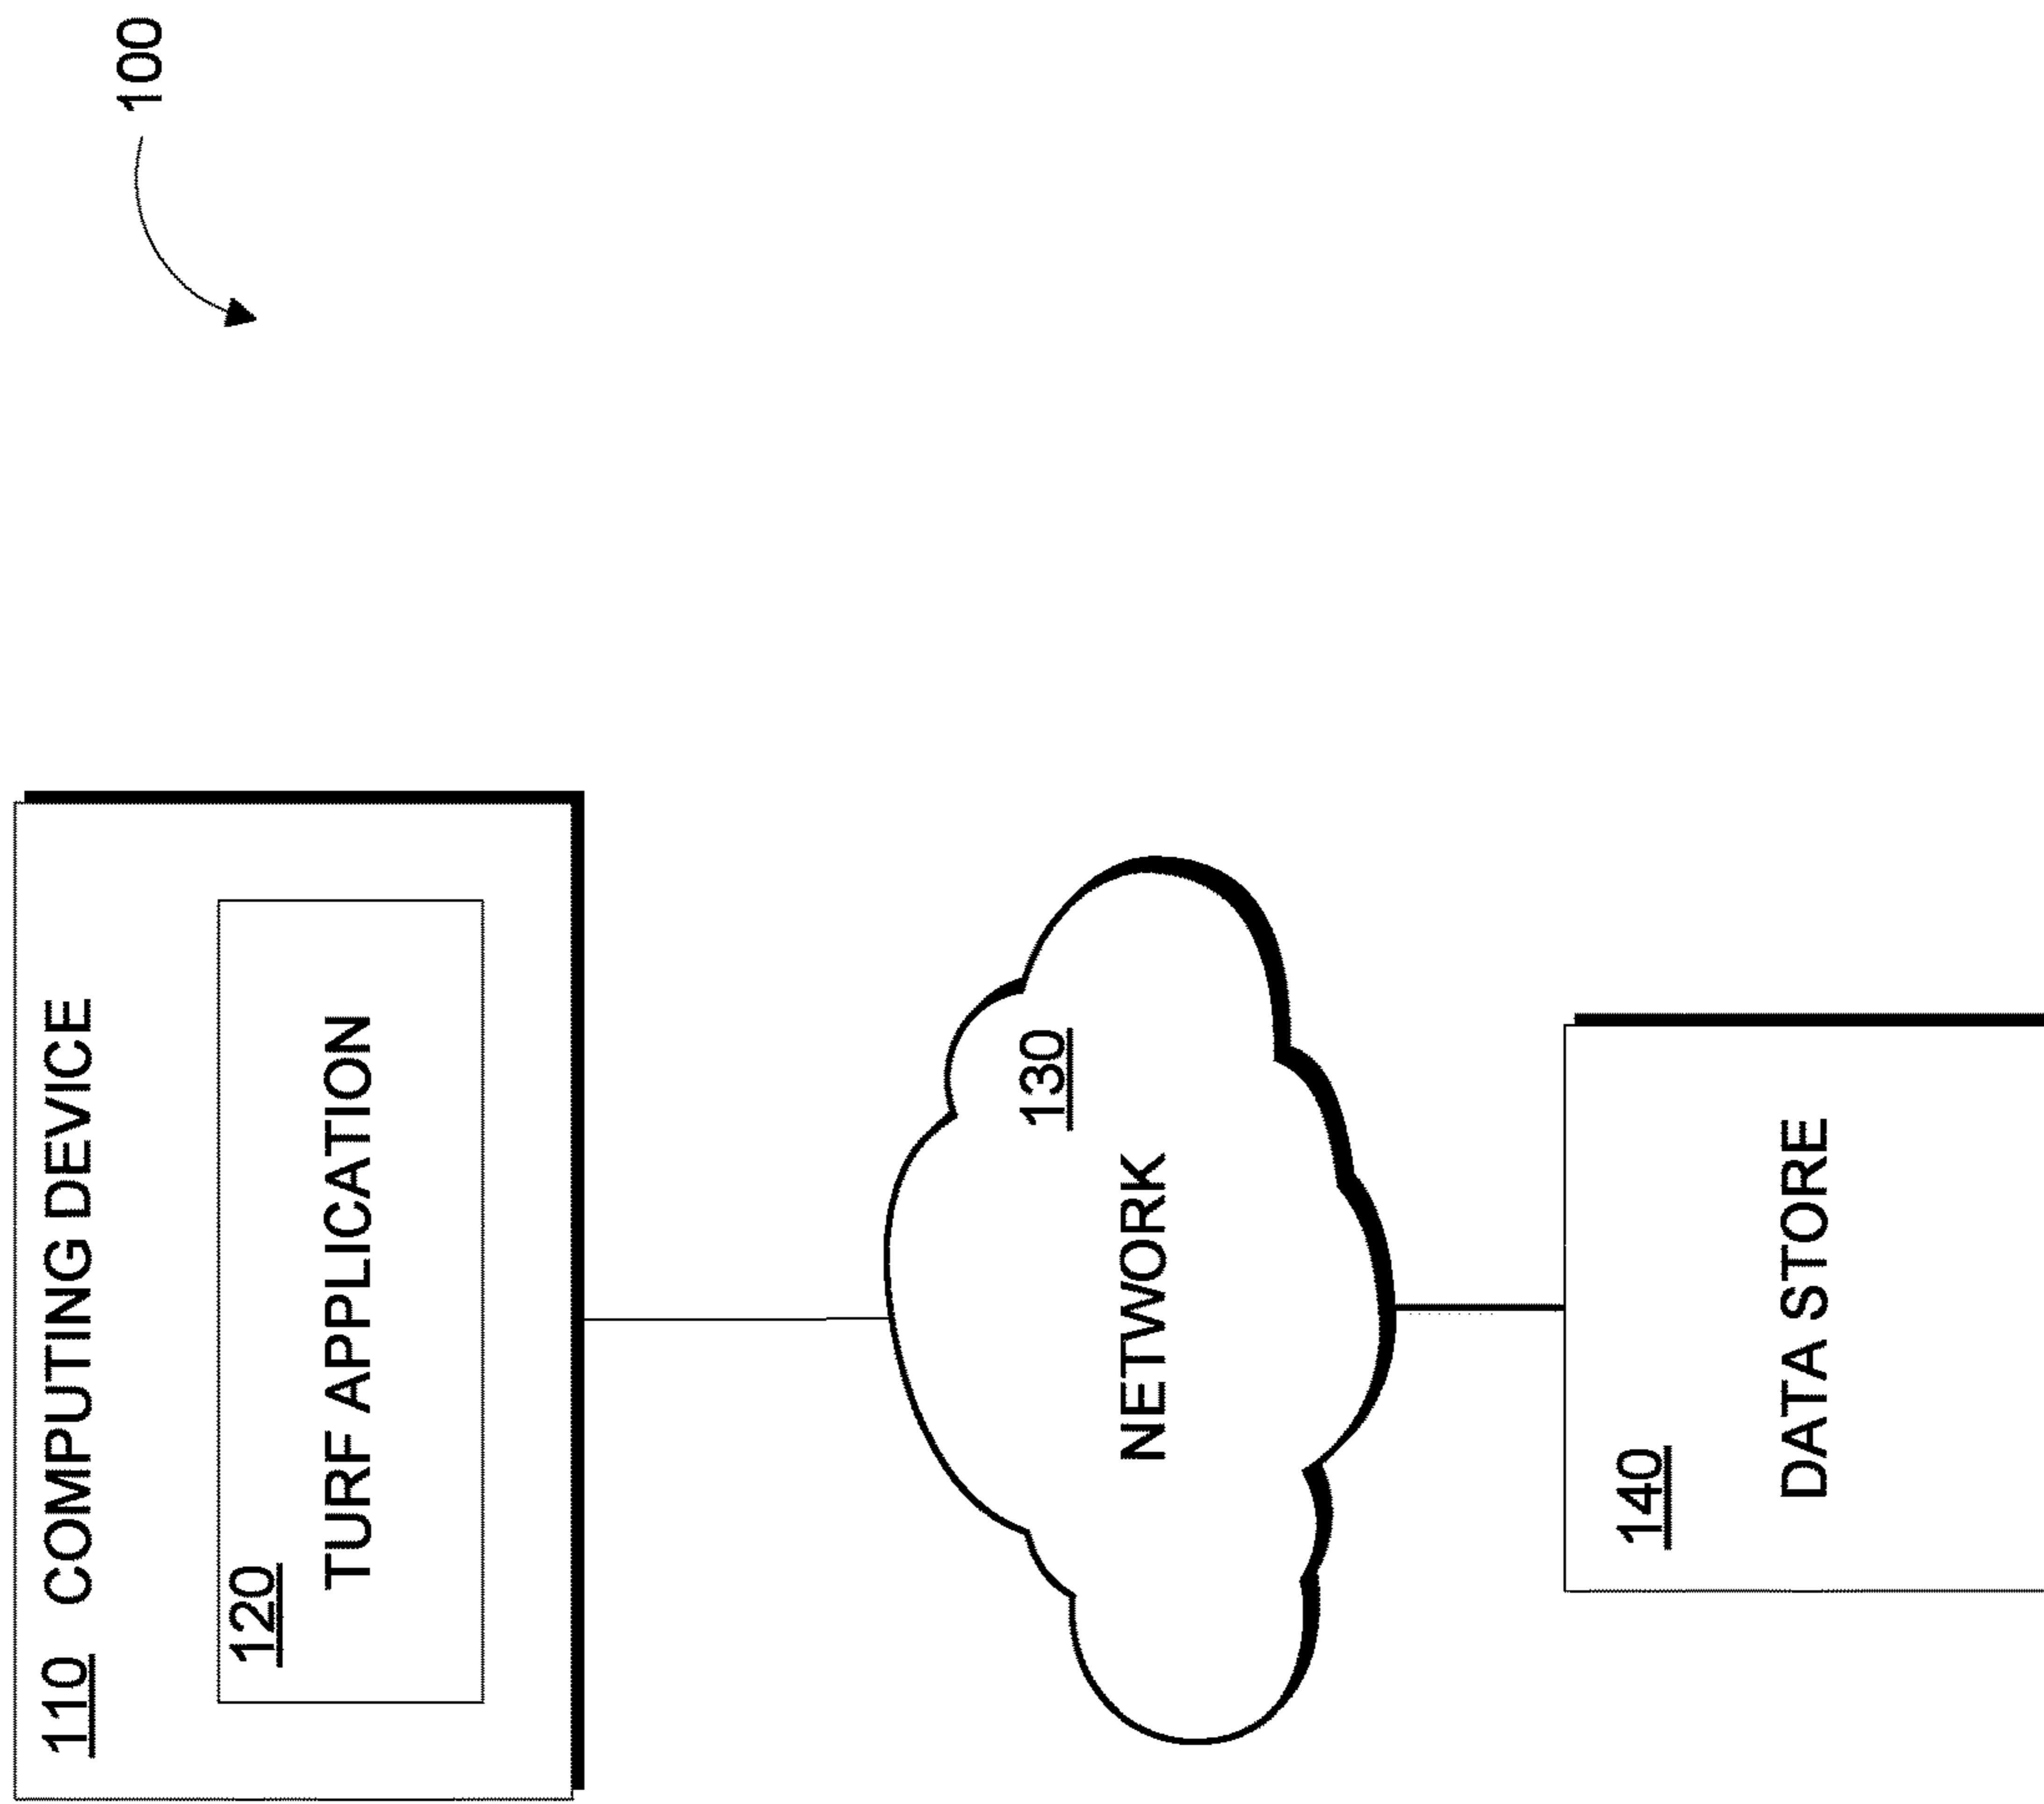 100
110 COMPUTING DEVICE
120
TURF APPLICATION
130
NETWORK
140
DATA STORE